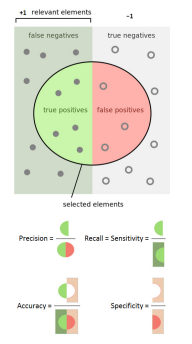 +1 relevant elements
−1
false negatives
true negatives
true positives
false positives
selected elements
Precision =
Recall = Sensitivity =
Accuracy =
Specificity =